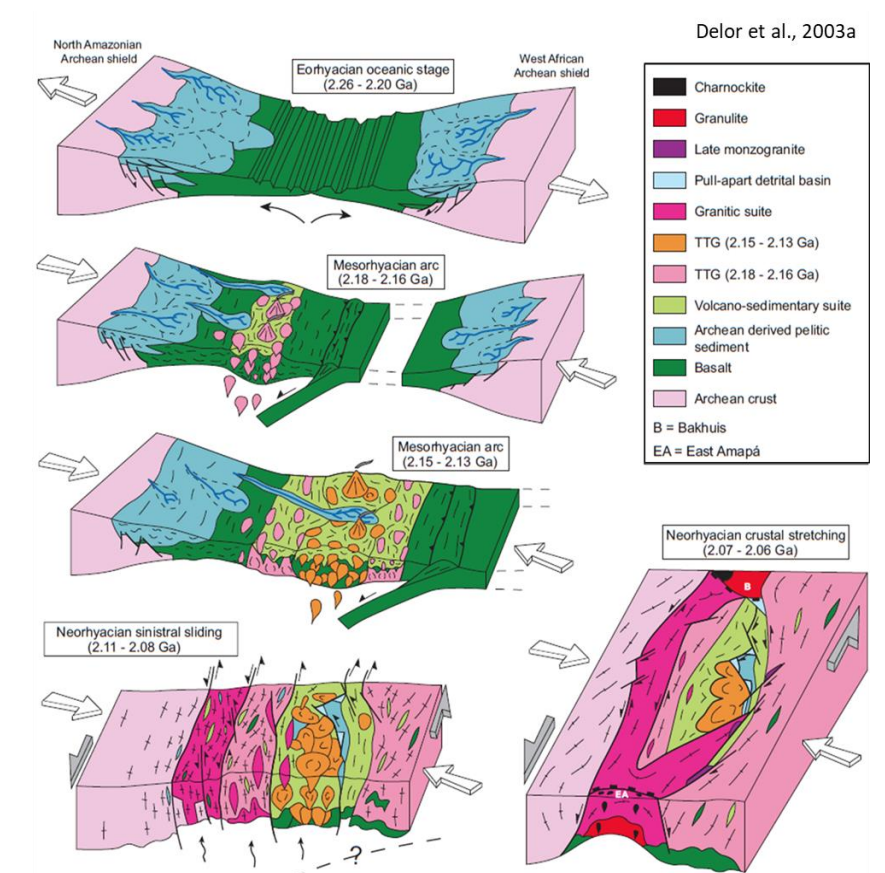 Delor et al., 2003a
North Amazonian
Archean shield
West African
Archean shield
Eorhyacian oceanic stage
(2.26 - 2.20 Ga)
Mesorhyacian arc
(2.18 - 2.16 Ga)
Mesorhyacian arc
(2.15 - 2.13 Ga)
Neorhyacian sinistral sliding
(2.11 - 2.08 Ga)
?
Charnockite
Granulite
Late monzogranite
Pull-apart detrital basin
Granitic suite
TTG (2.15 - 2.13 Ga)
TTG (2.18 - 2.16 Ga)
Volcano-sedimentary suite
Archean derived pelitic
sediment
Basalt
Archean crust
B = Bakhuis
EA = East Amapá
Neorhyacian crustal stretching
(2.07 - 2.06 Ga)
B
EA